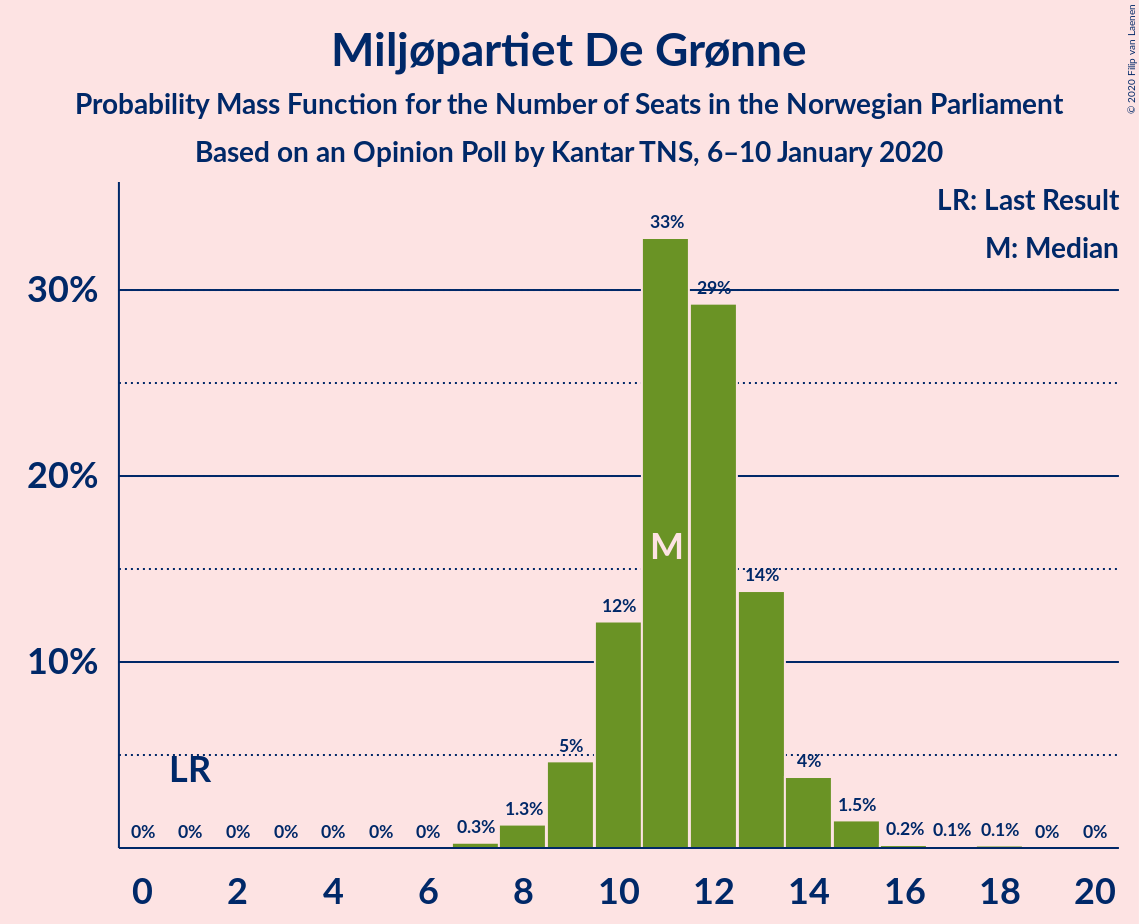 Miljøpartiet De Grønne
Probability Mass Function for the Number of Seats in the Norwegian Parliament
Based on an Opinion Poll by Kantar TNS, 6–10 January 2020
© 2020 Filip van Laenen
LR: Last Result
M: Median
33%
30%
29%
20%
M
14%
12%
10%
5%
LR
4%
1.5%
1.3%
0% 0% 0% 0% 0% 0% 0% 0.3% 0.2% 0.1% 0.1% 0% 0%
0 2 4 6 8 10 12 14 16 18 20